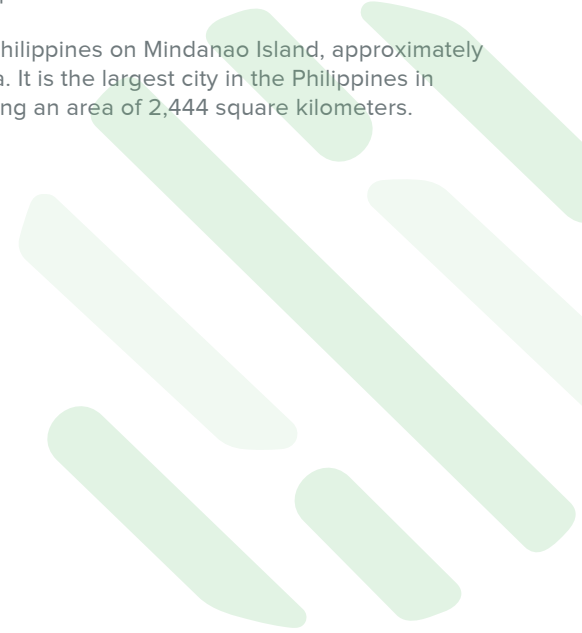 hilippines on Mindanao Island, approximately
a. It is the largest city in the Philippines in
ng an area of 2,444 square kilometers.